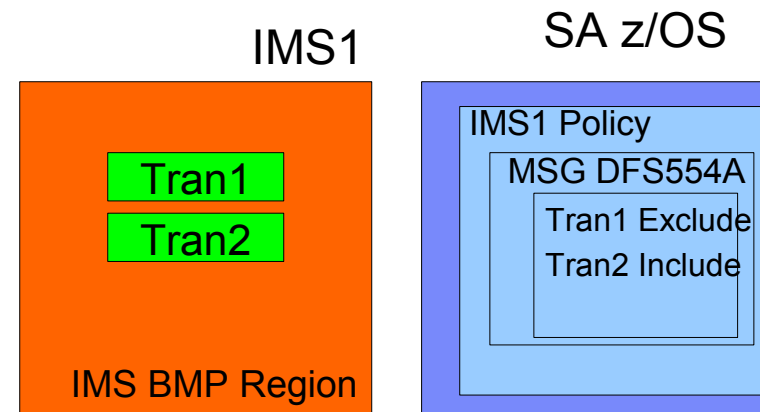 IMS1
Tran1
Tran2
IMS BMP Region
SA z/OS
IMS1 Policy
MSG DFS554A
Tran1 Exclude
Tran2 Include